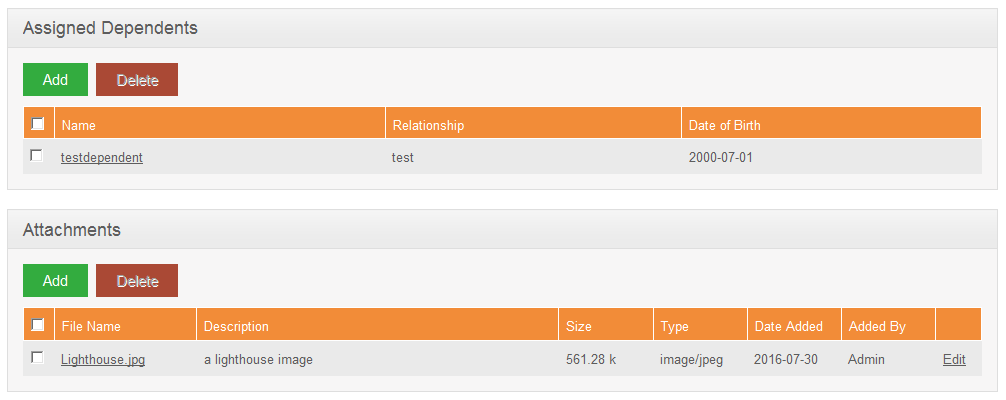 Assigned Dependents
Add Delete
Name Relationship Date of Birth
testdependent test 2000-07-01
Attachments
Add Delete
File Name Description Size Type Date Added Added By
Lighthouse.jpg a lighthouse image 561.28 k image/jpeg 2016-07-30 Admin Edit